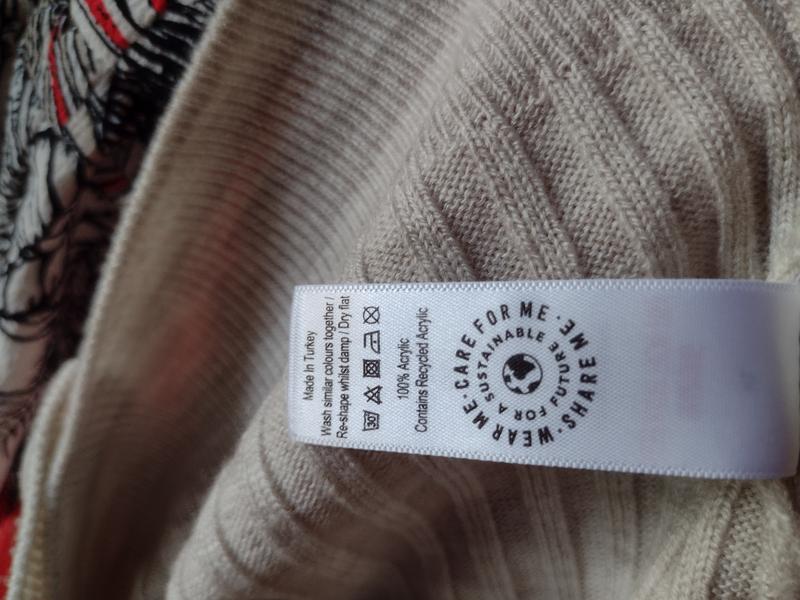 Made In Turkey
Wash similar colours together /
Re-shape whilst damp / Dry flat
30
100% Acrylic
Contains Recycled Acrylic
WEAR ME · CARE FOR ME · SHARE ME ·
FOR A SUSTAINABLE FUTURE